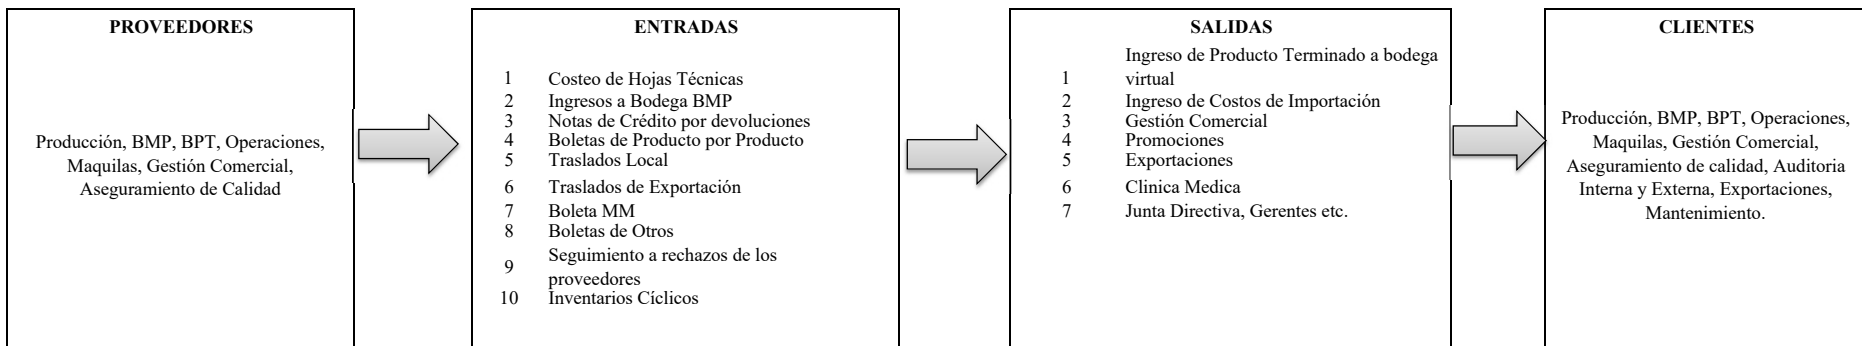 PROVEEDORES
Producción, BMP, BPT, Operaciones,
Maquilas, Gestión Comercial,
Aseguramiento de Calidad
ENTRADAS
1 Costeo de Hojas Técnicas
2 Ingresos a Bodega BMP
3 Notas de Crédito por devoluciones
4 Boletas de Producto por Producto
5 Traslados Local
6 Traslados de Exportación
7 Boleta MM
8 Boletas de Otros
9 Seguimiento a rechazos de los
proveedores
10 Inventarios Cíclicos
SALIDAS
Ingreso de Producto Terminado a bodega
1 virtual
2 Ingreso de Costos de Importación
3 Gestión Comercial
4 Promociones
5 Exportaciones
6 Clinica Medica
7 Junta Directiva, Gerentes etc.
CLIENTES
Producción, BMP, BPT, Operaciones,
Maquilas, Gestión Comercial,
Aseguramiento de calidad, Auditoria
Interna y Externa, Exportaciones,
Mantenimiento.